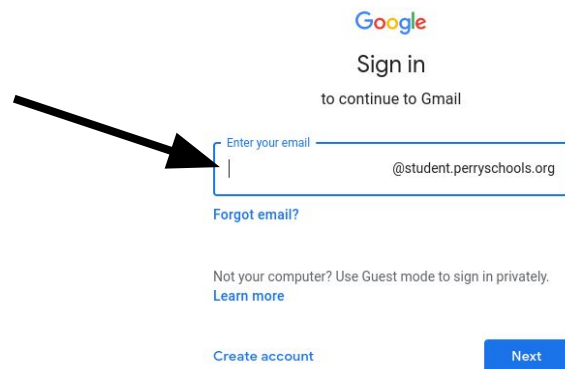 Google
Sign in
to continue to Gmail
Enter your email
@student.perryschools.org
Forgot email?
Not your computer? Use Guest mode to sign in privately.
Learn more
Create account
Next